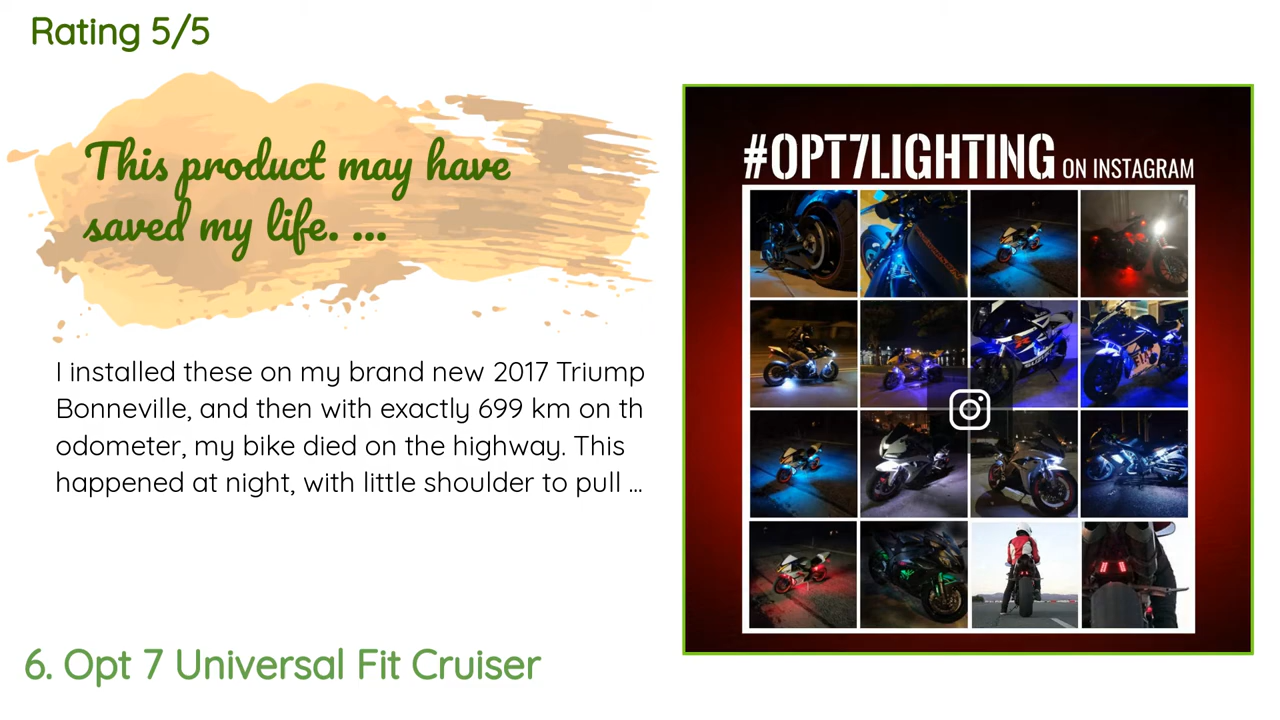 Rating 5/5
This product may have
saved my life. ...
I installed these on my brand new 2017 Triump
Bonneville, and then with exactly 699 km on th
odometer, my bike died on the highway. This
happened at night, with little shoulder to pull ...
#OPT7LIGHTING ON INSTAGRAM
6. Opt 7 Universal Fit Cruiser